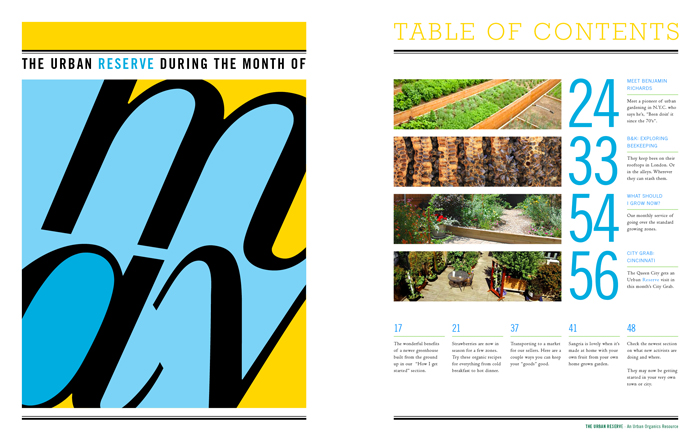 THE URBAN RESERVE DURING THE MONTH OF
may
TABLE OF CONTENTS
24
MEET BENJAMIN
RICHARDS
Meet a pioneer of urban
gardening in N.Y.C. who
says he's, "Been doin' it
since the 70's".
33
B&K: EXPLORING
BEEKEEPING
They keep bees on their
rooftops in London. Or
in the alleys. Wherever
they can stash them.
54
WHAT SHOULD
I GROW NOW?
Our monthly service of
going over the standard
growing zones.
56
CITY GRAB:
CINCINNATI
The Queen City gets an
Urban Reserve visit in
this month's City Grab.
17
The wonderful benefits
of a newer greenhouse
built from the ground
up in our "How I get
started" section.
21
Strawberries are now in
season for a few zones.
Try these organic recipes
for everything from cold
breakfast to hot dinner.
37
Transporting to a market
for our sellers. Here are a
couple ways you can keep
your "goods" good.
41
Sangria is lovely when it's
made at home with your
own fruit from your own
home grown garden.
48
Check the newest section
on what new activists are
doing and where.
They may now be getting
started in your very own
town or city.
THE URBAN RESERVE : An Urban Organics Resource